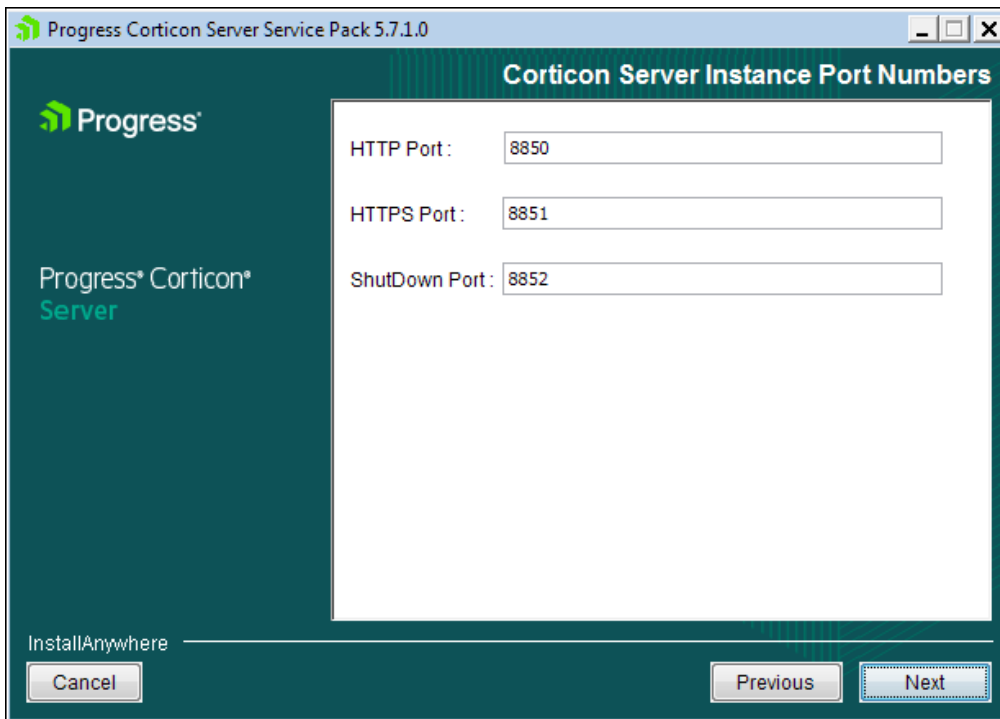 Progress Corticon Server Service Pack 5.7.1.0
Corticon Server Instance Port Numbers
Progress®
Progress® Corticon®
Server
HTTP Port : 8850
HTTPS Port : 8851
ShutDown Port : 8852
InstallAnywhere
Cancel Previous Next